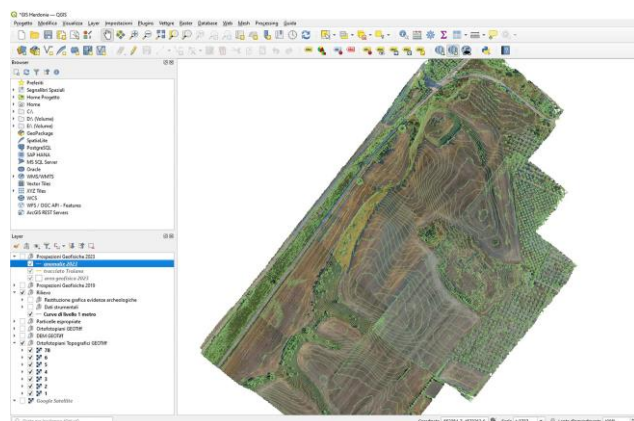 *GIS Herdonia — QGIS
Progetto Modifica Visualizza Layer Impostazioni Plugins Vettore Raster Database Web Mesh Processing Guida
Browser
Preferiti
Segnalibri Spaziali
Home Progetto
Home
C:\
D:\ (Volume)
E:\ (Volume)
GeoPackage
SpatiaLite
PostgreSQL
SAP HANA
MS SQL Server
Oracle
WMS/WMTS
Vector Tiles
XYZ Tiles
WCS
WFS / OGC API - Features
ArcGIS REST Servers
Layer
Prospezioni Geofisiche 2023
anomalie 2023
tracciato Traiana
area geofisica 2023
Prospezioni Geofisiche 2019
Rilievo
Restituzione grafica evidenze archeologiche
Dati strumentali
Curve di livello 1 metro
Particelle espropriate
Ortofotopiani GEOTiff
DEM GEOTiff
Ortofotopiani Topografici GEOTiff
7B
6
5
4
3
2
1
Google Satellite